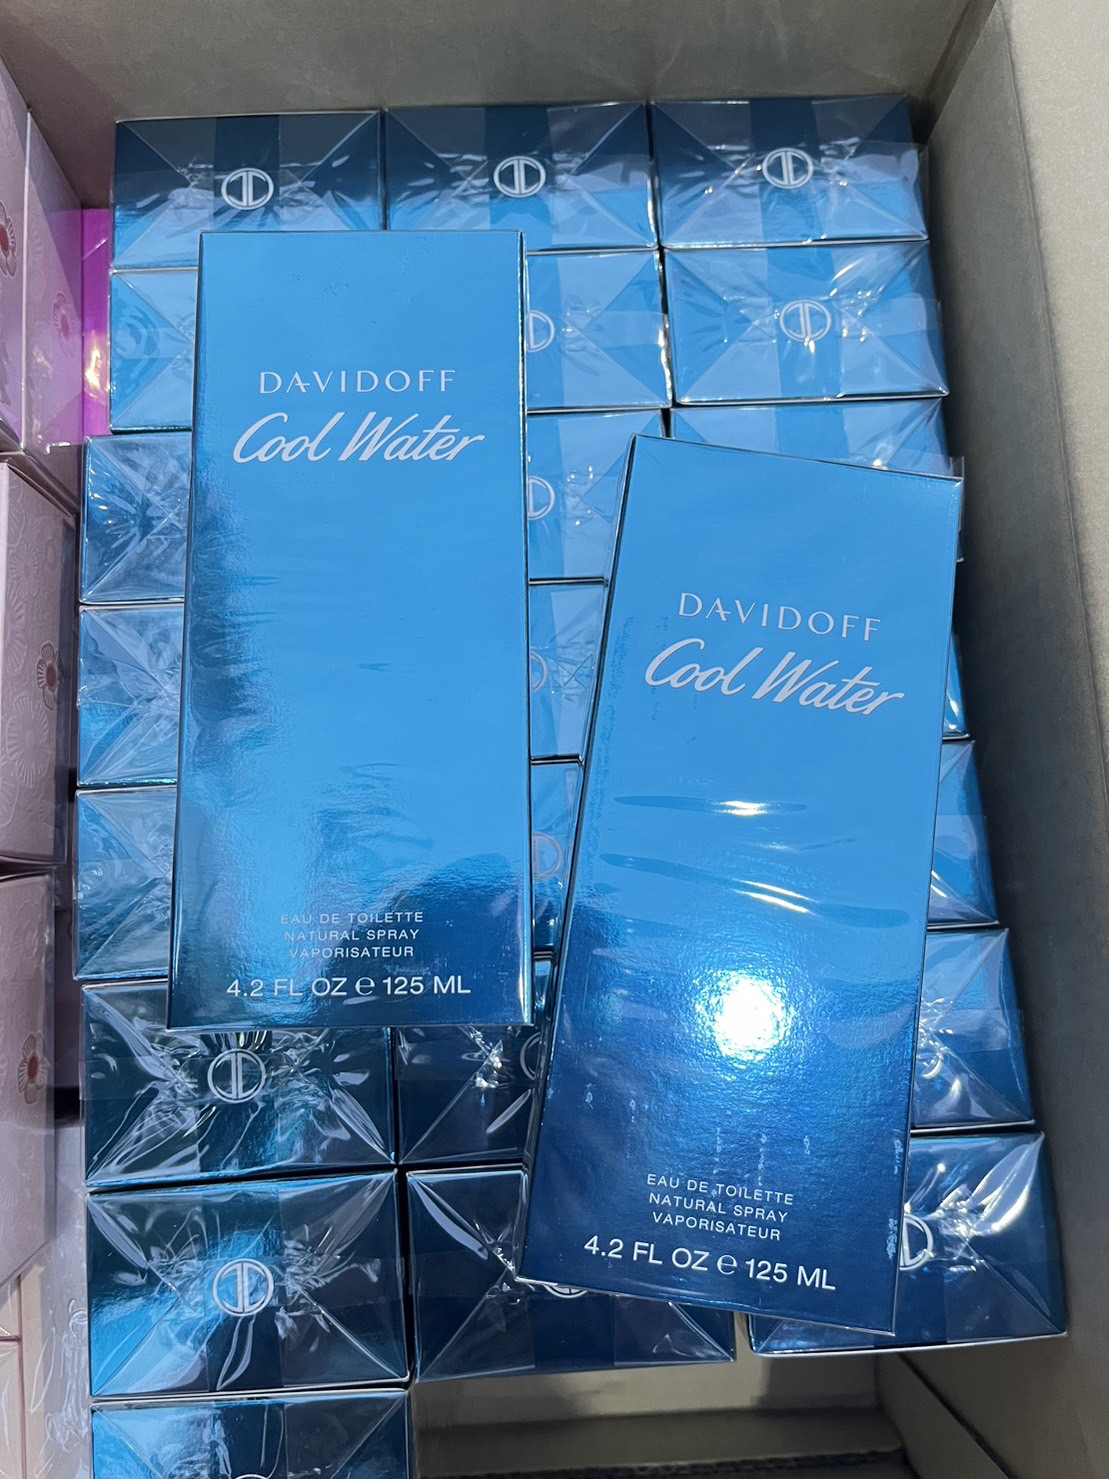 DAVIDOFF
Cool Water
EAU DE TOILETTE
NATURAL SPRAY
VAPORISATEUR
4.2 FL OZ ℮ 125 ML
DAVIDOFF
Cool Water
EAU DE TOILETTE
NATURAL SPRAY
VAPORISATEUR
4.2 FL OZ ℮ 125 ML